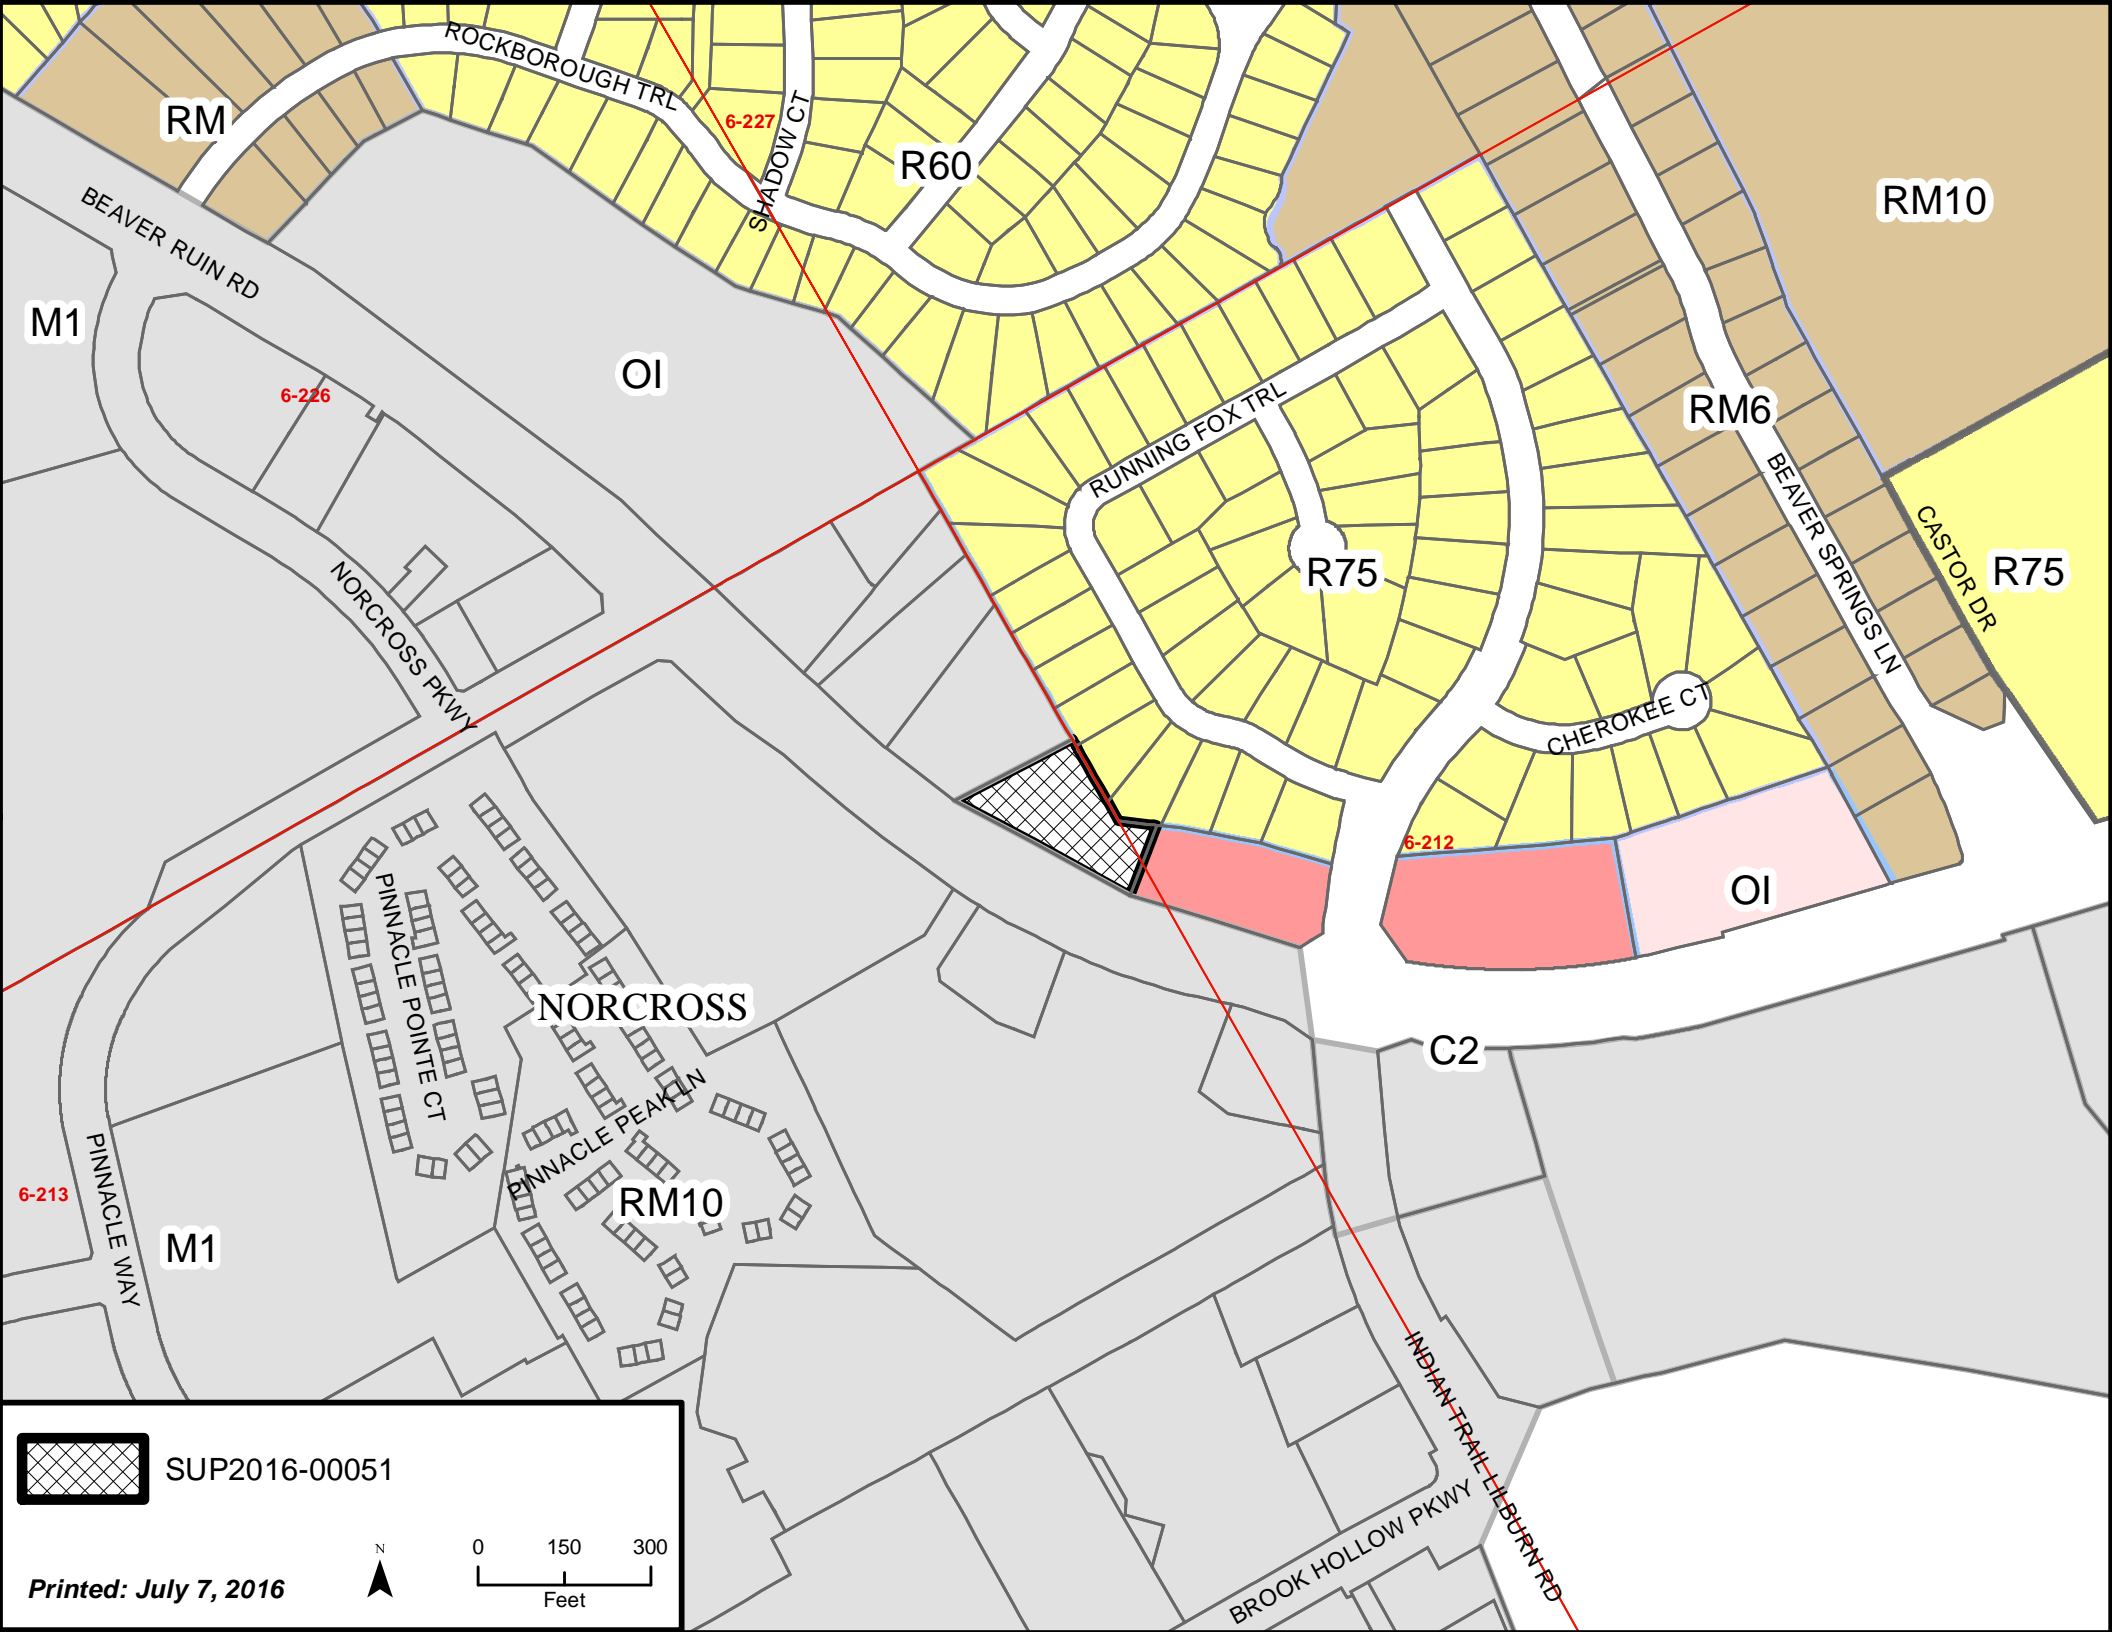 ROCKBOROUGH TRL
RM
6-227
SHADOW CT
R60
RM10
BEAVER RUIN RD
M1
OI
6-226
RUNNING FOX TRL
RM6
BEAVER SPRINGS LN
CASTOR DR
R75
R75
NORCROSS PKWY
CHEROKEE CT
6-212
OI
PINNACLE POINTE CT
NORCROSS
C2
PINNACLE PEAK LN
RM10
PINNACLE WAY
6-213
M1
INDIAN TRAIL LILBURN RD
BROOK HOLLOW PKWY
SUP2016-00051
N
0 150 300
Feet
Printed: July 7, 2016